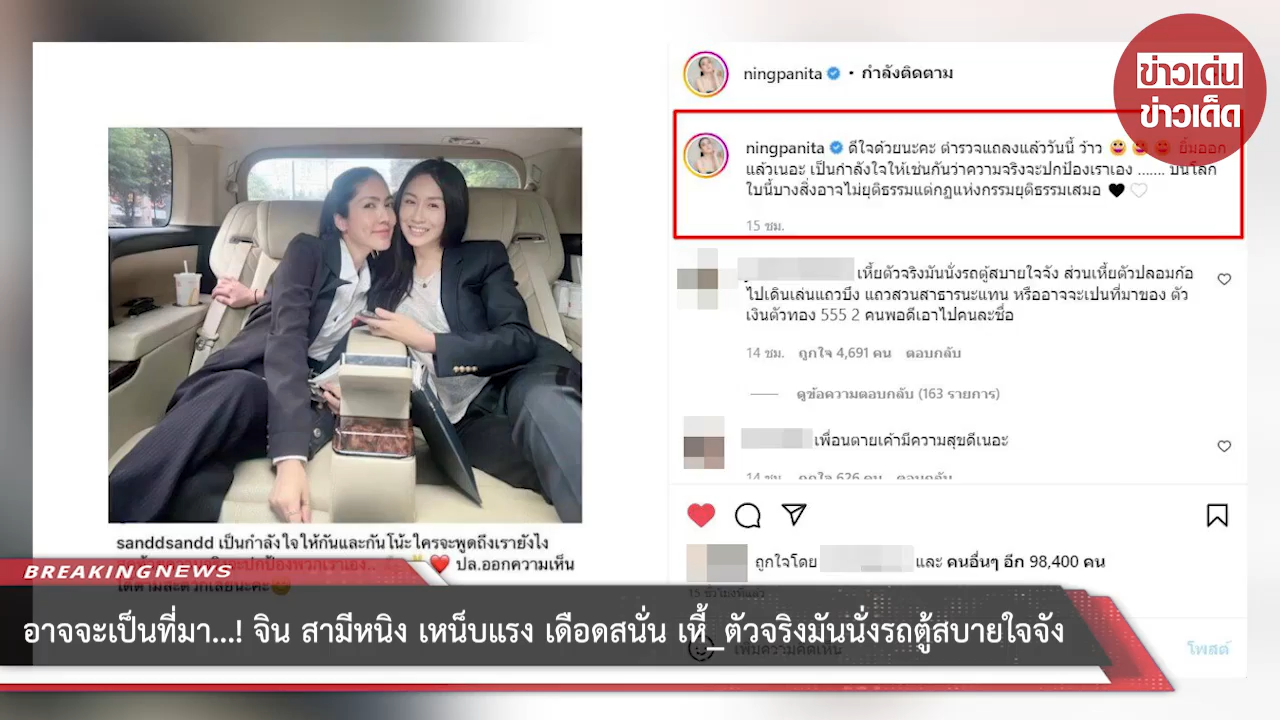 ข่าวเด่น
ข่าวเด็ด
ningpanita • กำลังติดตาม
ningpanita ดีใจด้วยนะคะ ตำรวจแถลงแล้ววันนี้ ว้าว 😀 ยิ้มออก
แล้วเนอะ เป็นกำลังใจให้เช่นกันว่าความจริงจะปกป้องเราเอง ....... บนโลก
ใบนี้บางสิ่งอาจไม่ยุติธรรมแต่กฏแห่งกรรมยุติธรรมเสมอ 🖤🤍
15 ชม.
เหี้ยตัวจริงมันนั่งรถตู้สบายใจจัง ส่วนเหี้ยตัวปลอมก้อ
ไปเดินเล่นแถวบึง แถวสวนสาธารนะแทน หรืออาจจะเปนที่มาของ ตัว
เงินตัวทอง 555 2 คนพอดีเอาไปคนละชื่อ
14 ชม. ถูกใจ 4,691 คน ตอบกลับ
ดูข้อความตอบกลับ (163 รายการ)
เพื่อนตายเค้ามีความสุขดีเนอะ
14 ชม. ถูกใจ 626 คน ตอบกลับ
ถูกใจโดย และ คนอื่นๆ อีก 98,400 คน
15 ชั่วโมงที่แล้ว
เพิ่มความคิดเห็น
โพสต์
sanddsandd เป็นกำลังใจให้กันและกันโน้ะใครจะพูดถึงเรายังไง
จะปกป้องพวกเราเอง.. ❤️ ปล.ออกความเห็น
ได้ตามสะดวกเลยนะคะ
BREAKING NEWS
อาจจะเป็นที่มา...! จิน สามีหนิง เหน็บแรง เดือดสนั่น เหี้_ตัวจริงมันนั่งรถตู้สบายใจจัง